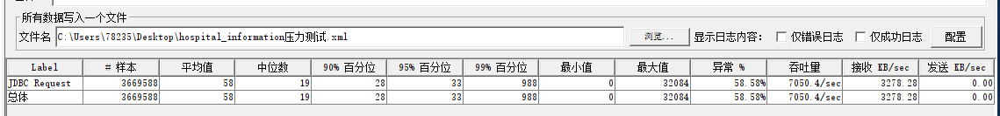 所有数据写入一个文件
文件名 C:\Users\78235\Desktop\hospital_information压力测试.xml 浏览... 显示日志内容: 仅错误日志 仅成功日志 配置
Label # 样本 平均值 中位数 90% 百分位 95% 百分位 99% 百分位 最小值 最大值 异常 % 吞吐量 接收 KB/sec 发送 KB/sec
JDBC Request 3669588 58 19 28 33 988 0 32084 58.58% 7050.4/sec 3278.28 0.00
总体 3669588 58 19 28 33 988 0 32084 58.58% 7050.4/sec 3278.28 0.00